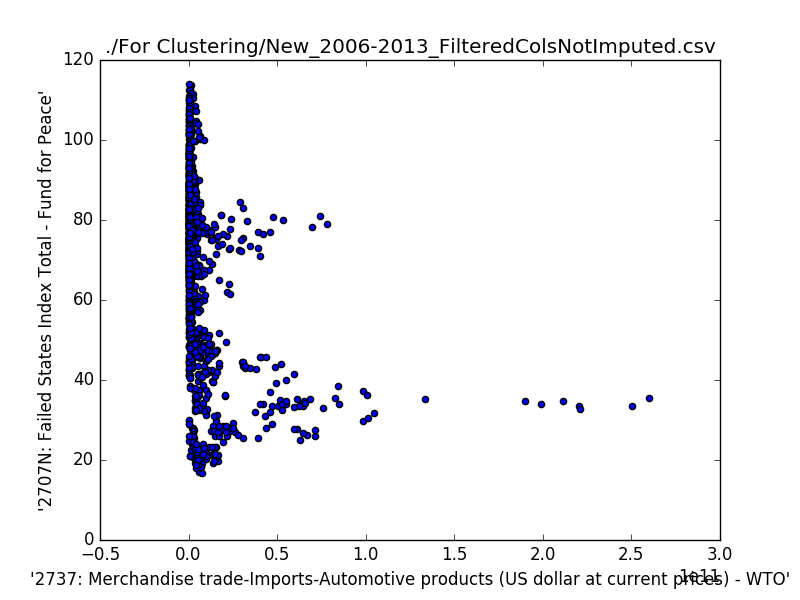 ./For Clustering/New_2006-2013_FilteredColsNotImputed.csv
120
100
80
60
40
20
0
'2707N: Failed States Index Total - Fund for Peace'
−0.5 0.0 0.5 1.0 1.5 2.0 2.5 3.0
1e11
'2737: Merchandise trade-Imports-Automotive products (US dollar at current prices) - WTO'